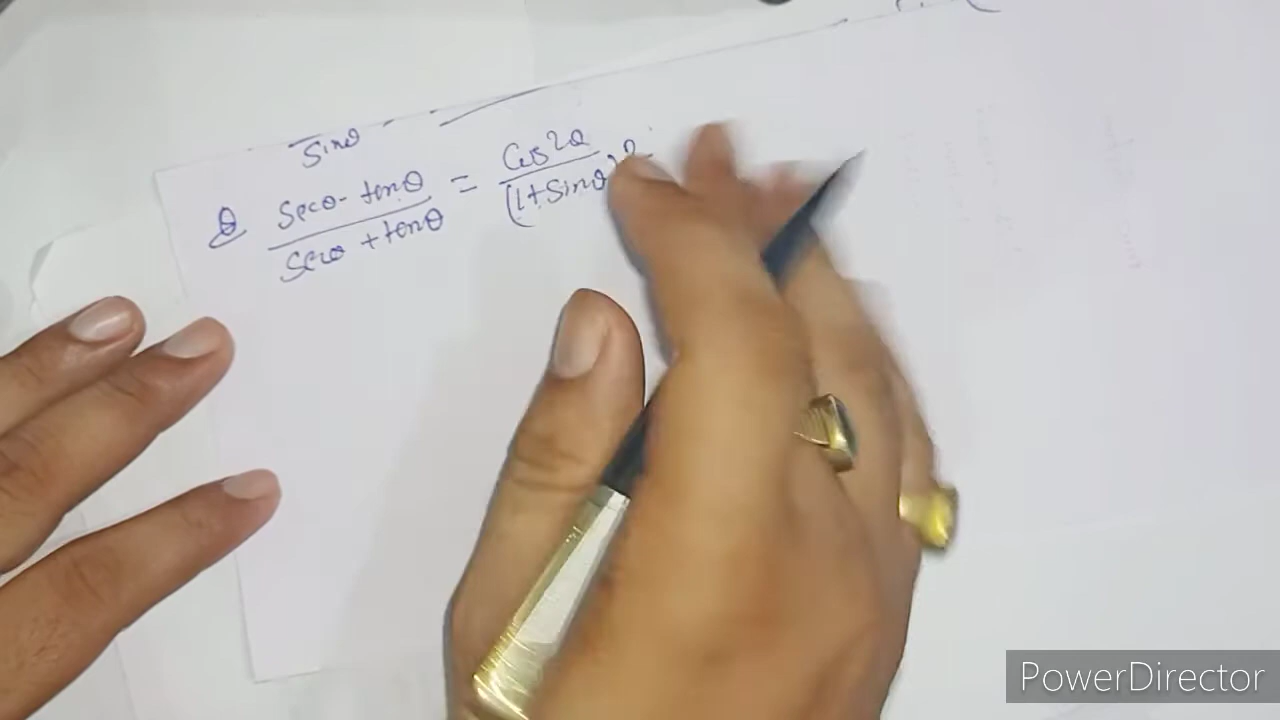 Sinθ
Q secθ - tanθ = Cos²θ
secθ + tanθ (1+Sinθ)²
PowerDirector